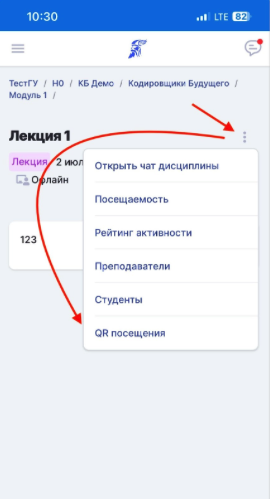 10:30 LTE 82
ТестГУ / НО / КБ Демо / Кодировщики Будущего /
Модуль 1 /
Лекция 1
Лекция 2 июл
Офлайн
123
Открыть чат дисциплины
Посещаемость
Рейтинг активности
Преподаватели
Студенты
QR посещения